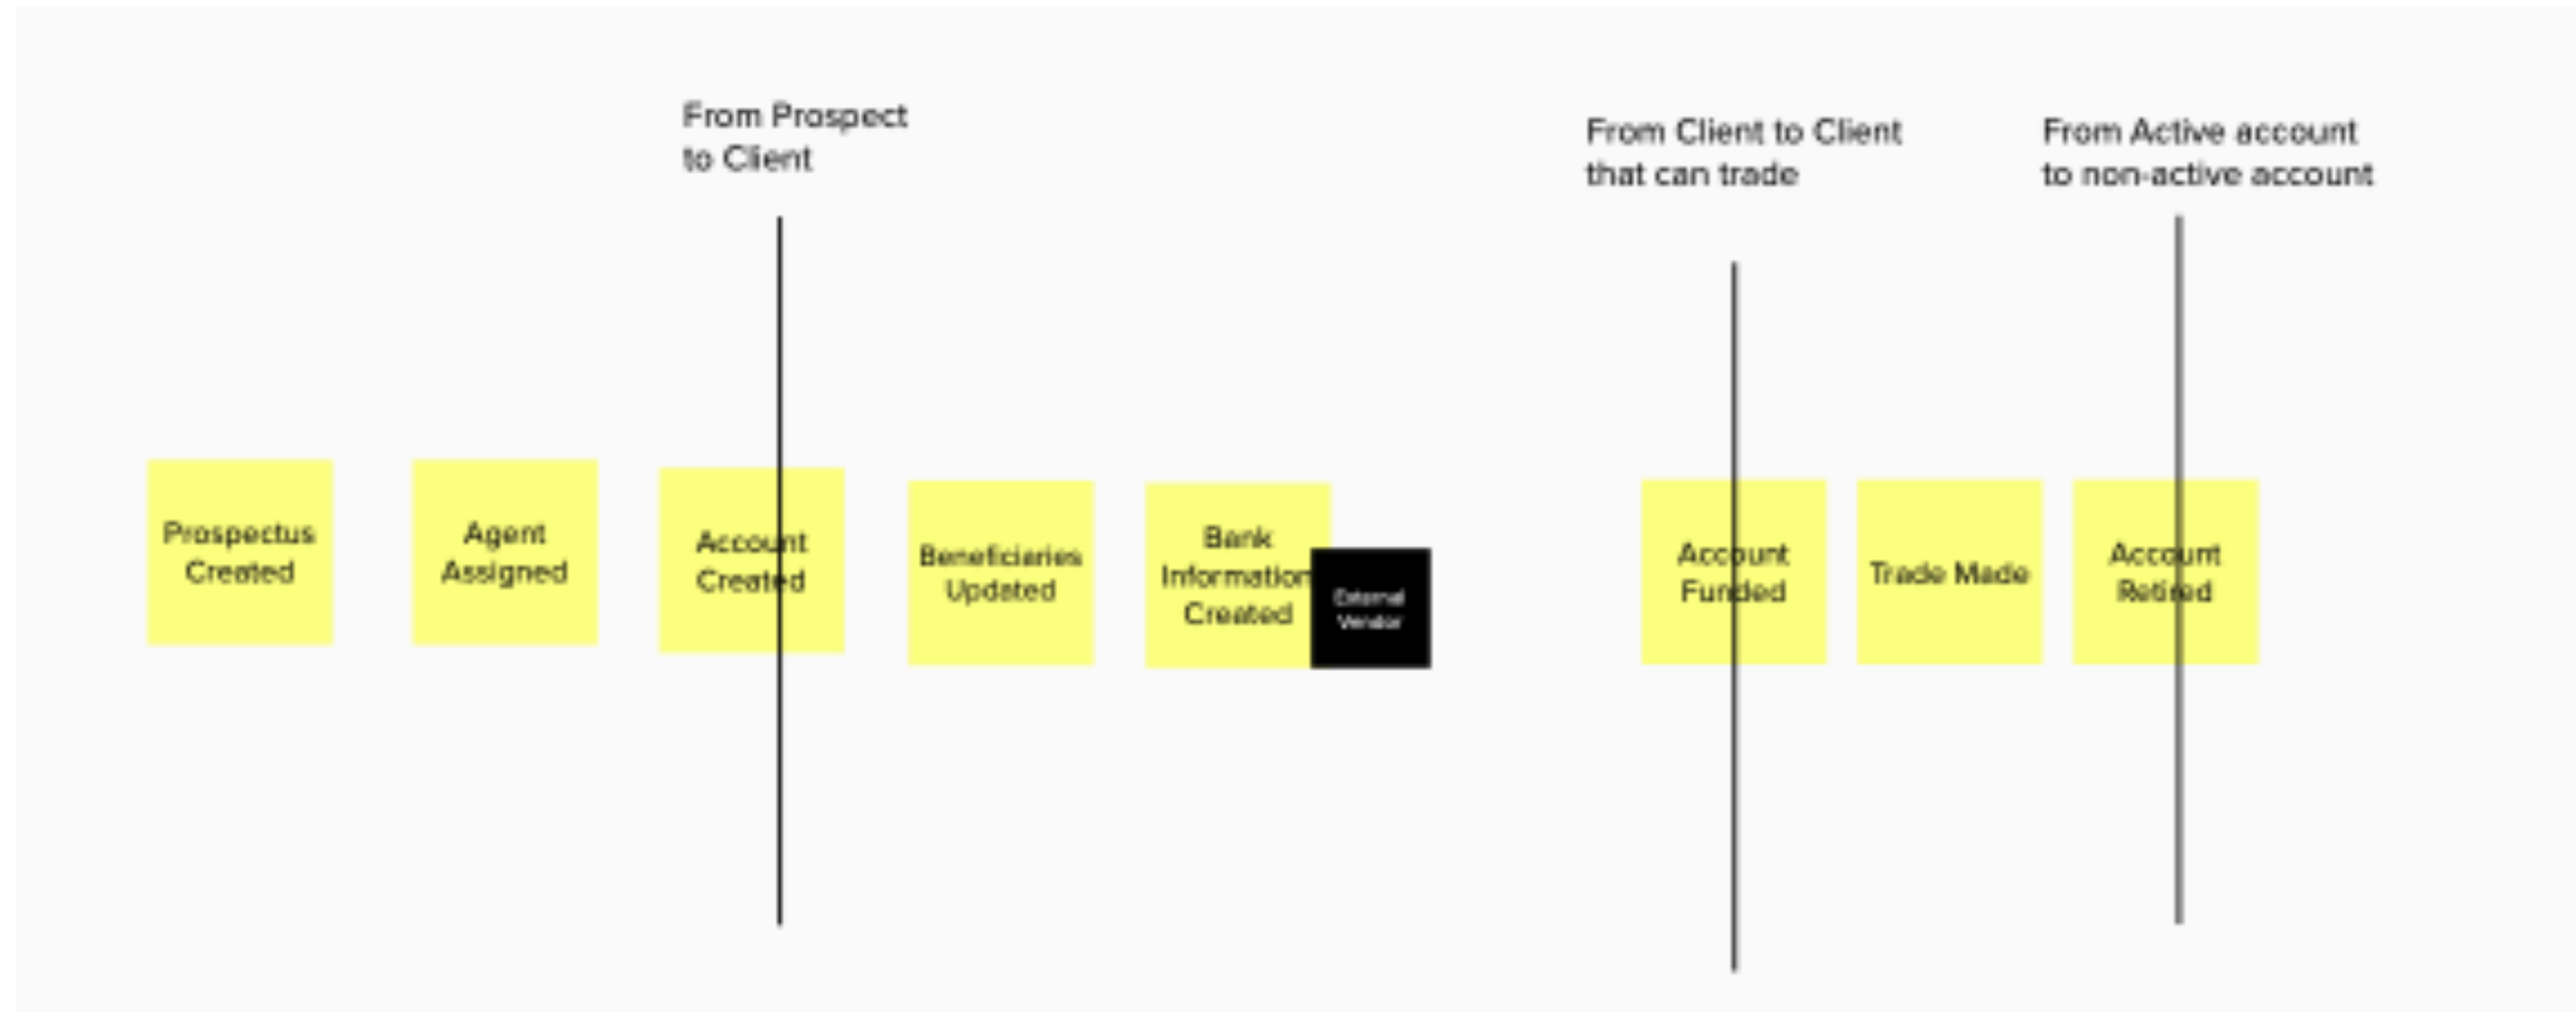 From Prospect
to Client
From Client to Client
that can trade
From Active account
to non-active account
Prospectus
Created
Agent
Assigned
Account
Created
Beneficiaries
Updated
Bank
Information
Created
External
Vendor
Account
Funded
Trade Made
Account
Retired